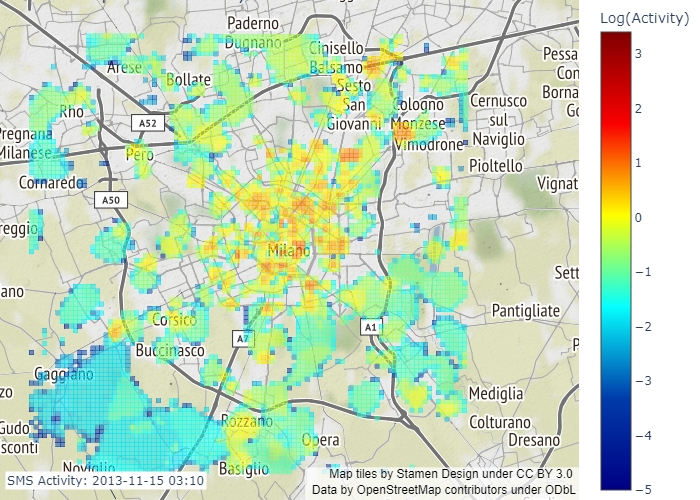 Log(Activity)
3
2
1
0
−1
−2
−3
−4
−5
Paderno
Dugnano
Cinisello
Balsamo
Arese
Bollate
Sesto
San
Giovanni
Cologno
Monzese
Vimodrone
Cernusco
sul
Naviglio
Pessa
Con
Borna
Go
Rho
A52
Pregnana
Milanese
Pero
Cornaredo
Pioltello
Vignat
A50
reggio
Milano
Sett
ano
Corsico
A7
A1
Pantigliate
Buccinasco
P
Gaggiano
zzo
Mediglia
Gudo
sconti
Rozzano
Opera
Colturano
Dresano
Noviglio
Basiglio
SMS Activity: 2013-11-15 03:10
Map tiles by Stamen Design under CC BY 3.0
Data by OpenStreetMap contributors under ODbL